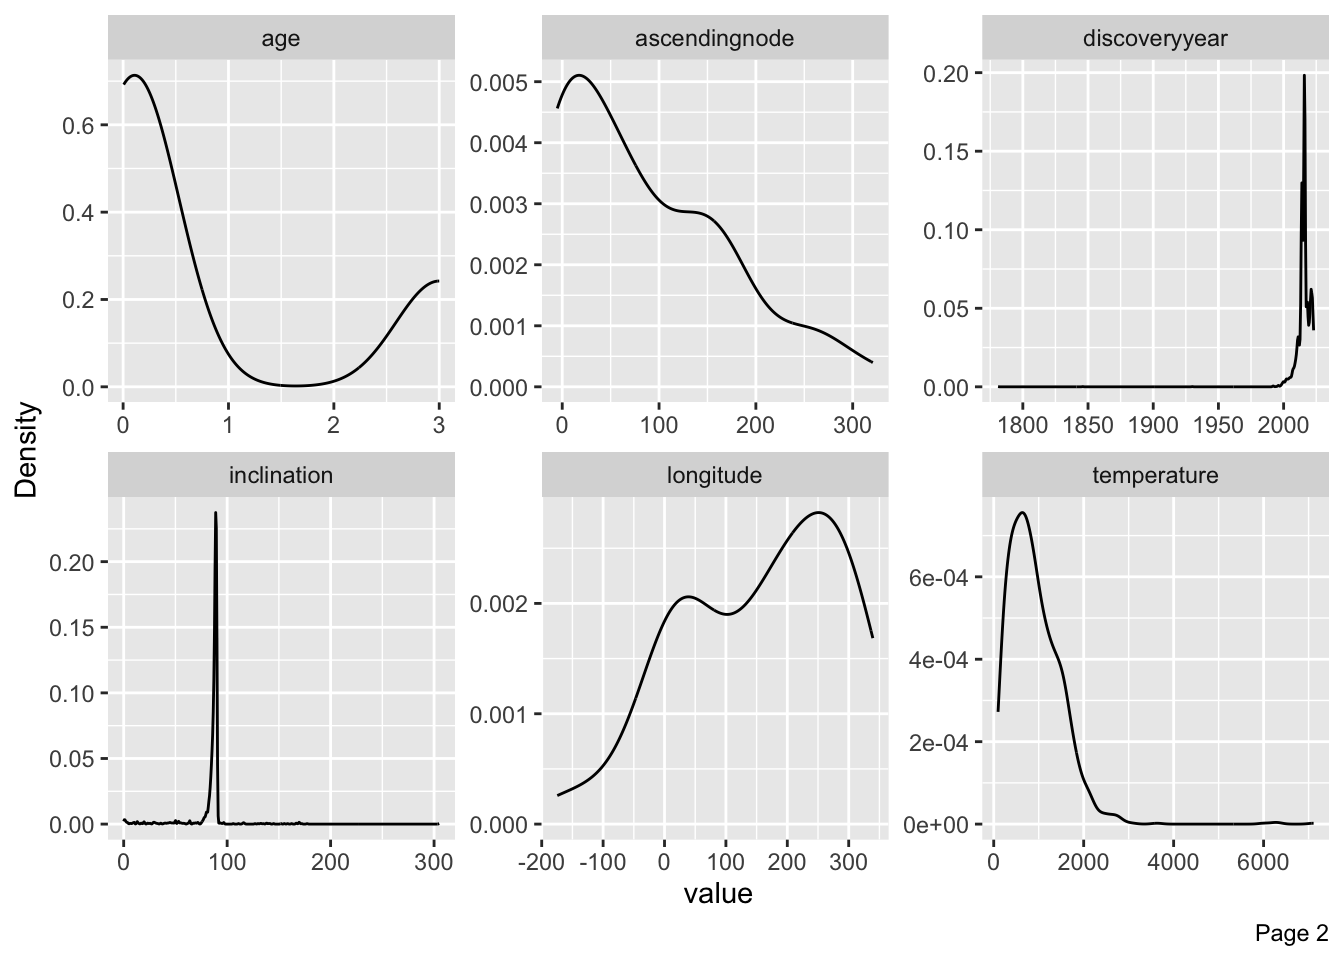 age
ascendingnode
discoveryyear
0.6
0.4
0.2
0.0
0 1 2 3
0.005
0.004
0.003
0.002
0.001
0.000
0 100 200 300
0.20
0.15
0.10
0.05
0.00
1800 1850 1900 1950 2000
Density
inclination
longitude
temperature
0.20
0.15
0.10
0.05
0.00
0 100 200 300
0.002
0.001
0.000
-200 -100 0 100 200 300
6e-04
4e-04
2e-04
0e+00
0 2000 4000 6000
value
Page 2